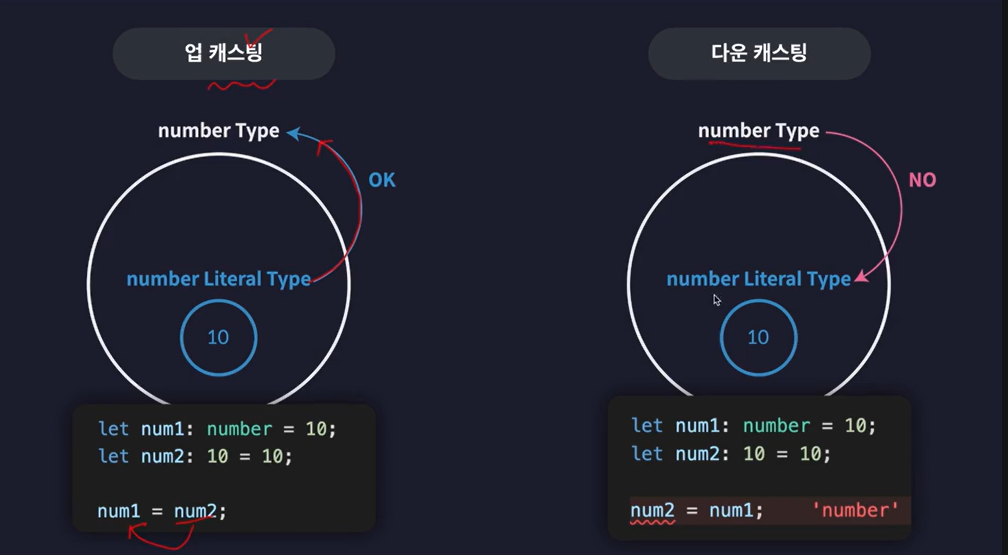 업 캐스팅
number Type
OK
number Literal Type
10
let num1: number = 10;
let num2: 10 = 10;
num1 = num2;
다운 캐스팅
number Type
NO
number Literal Type
10
let num1: number = 10;
let num2: 10 = 10;
num2 = num1; 'number'